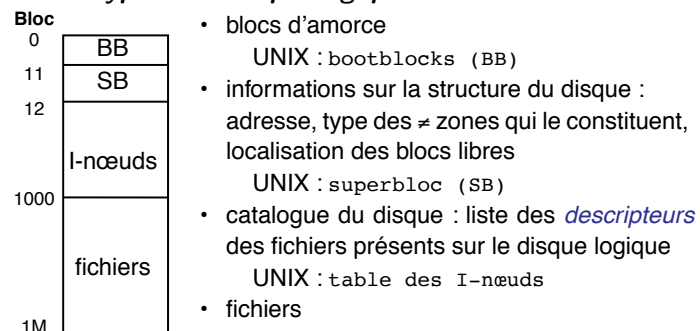 Bloc
0
BB
11
SB
12
I-nœuds
1000
fichiers
1M
• blocs d'amorce
UNIX : bootblocks (BB)
• informations sur la structure du disque :
adresse, type des ≠ zones qui le constituent,
localisation des blocs libres
UNIX : superbloc (SB)
• catalogue du disque : liste des descripteurs
des fichiers présents sur le disque logique
UNIX : table des I-nœuds
• fichiers